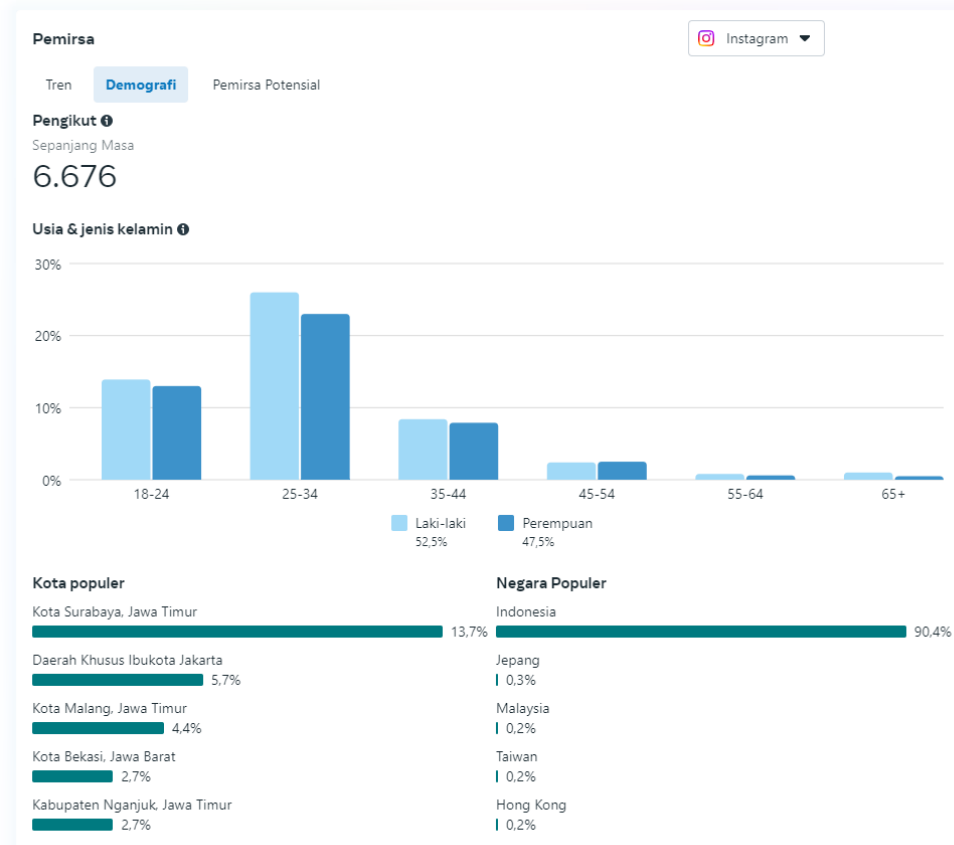 Pemirsa
Instagram
Tren
Demografi
Pemirsa Potensial
Pengikut
Sepanjang Masa
6.676
Usia & jenis kelamin
30%
20%
10%
0%
18-24
25-34
35-44
45-54
55-64
65+
Laki-laki
52,5%
Perempuan
47,5%
Kota populer
Kota Surabaya, Jawa Timur
13,7%
Daerah Khusus Ibukota Jakarta
5,7%
Kota Malang, Jawa Timur
4,4%
Kota Bekasi, Jawa Barat
2,7%
Kabupaten Nganjuk, Jawa Timur
2,7%
Negara Populer
Indonesia
90,4%
Jepang
0,3%
Malaysia
0,2%
Taiwan
0,2%
Hong Kong
0,2%